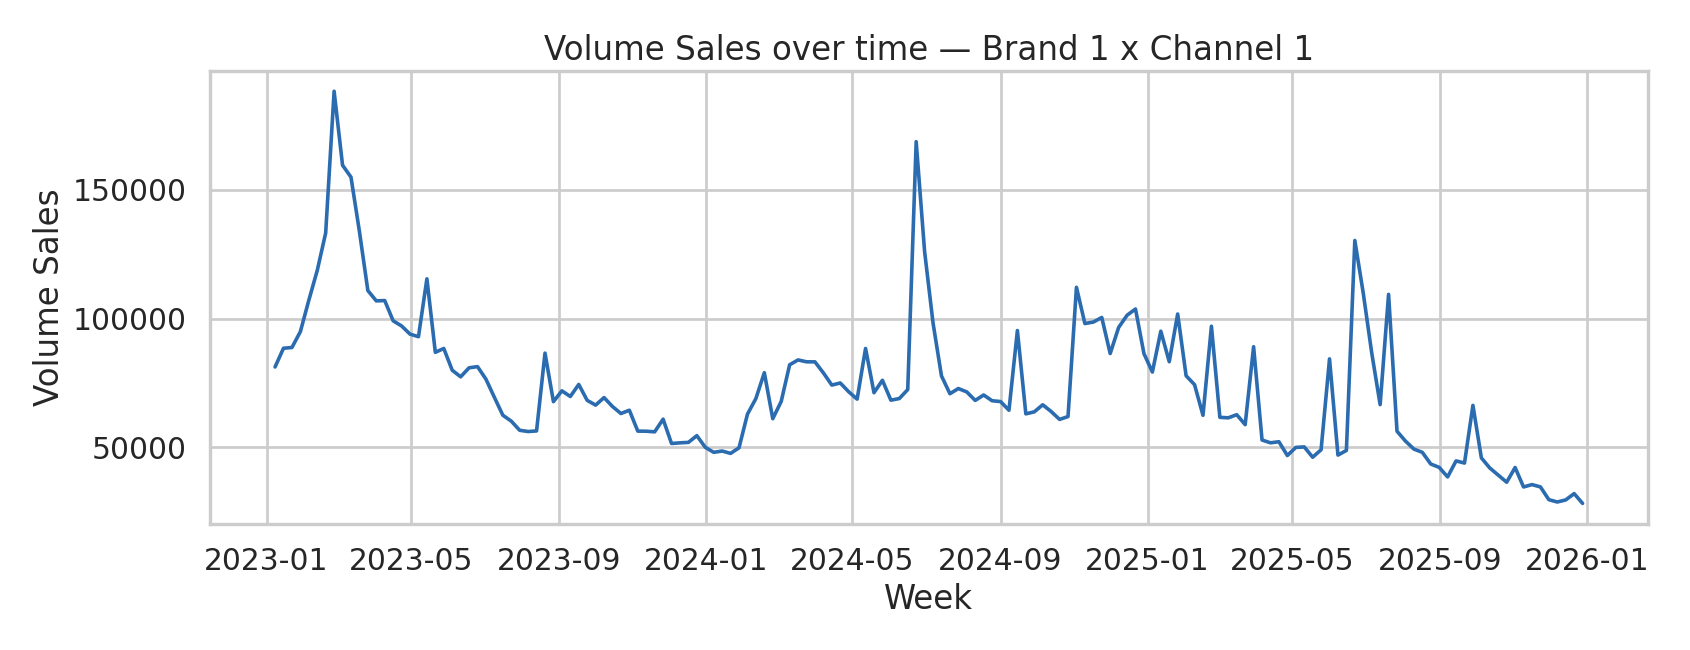 Volume Sales over time — Brand 1 x Channel 1
Volume Sales
150000
100000
50000
2023-01 2023-05 2023-09 2024-01 2024-05 2024-09 2025-01 2025-05 2025-09 2026-01
Week